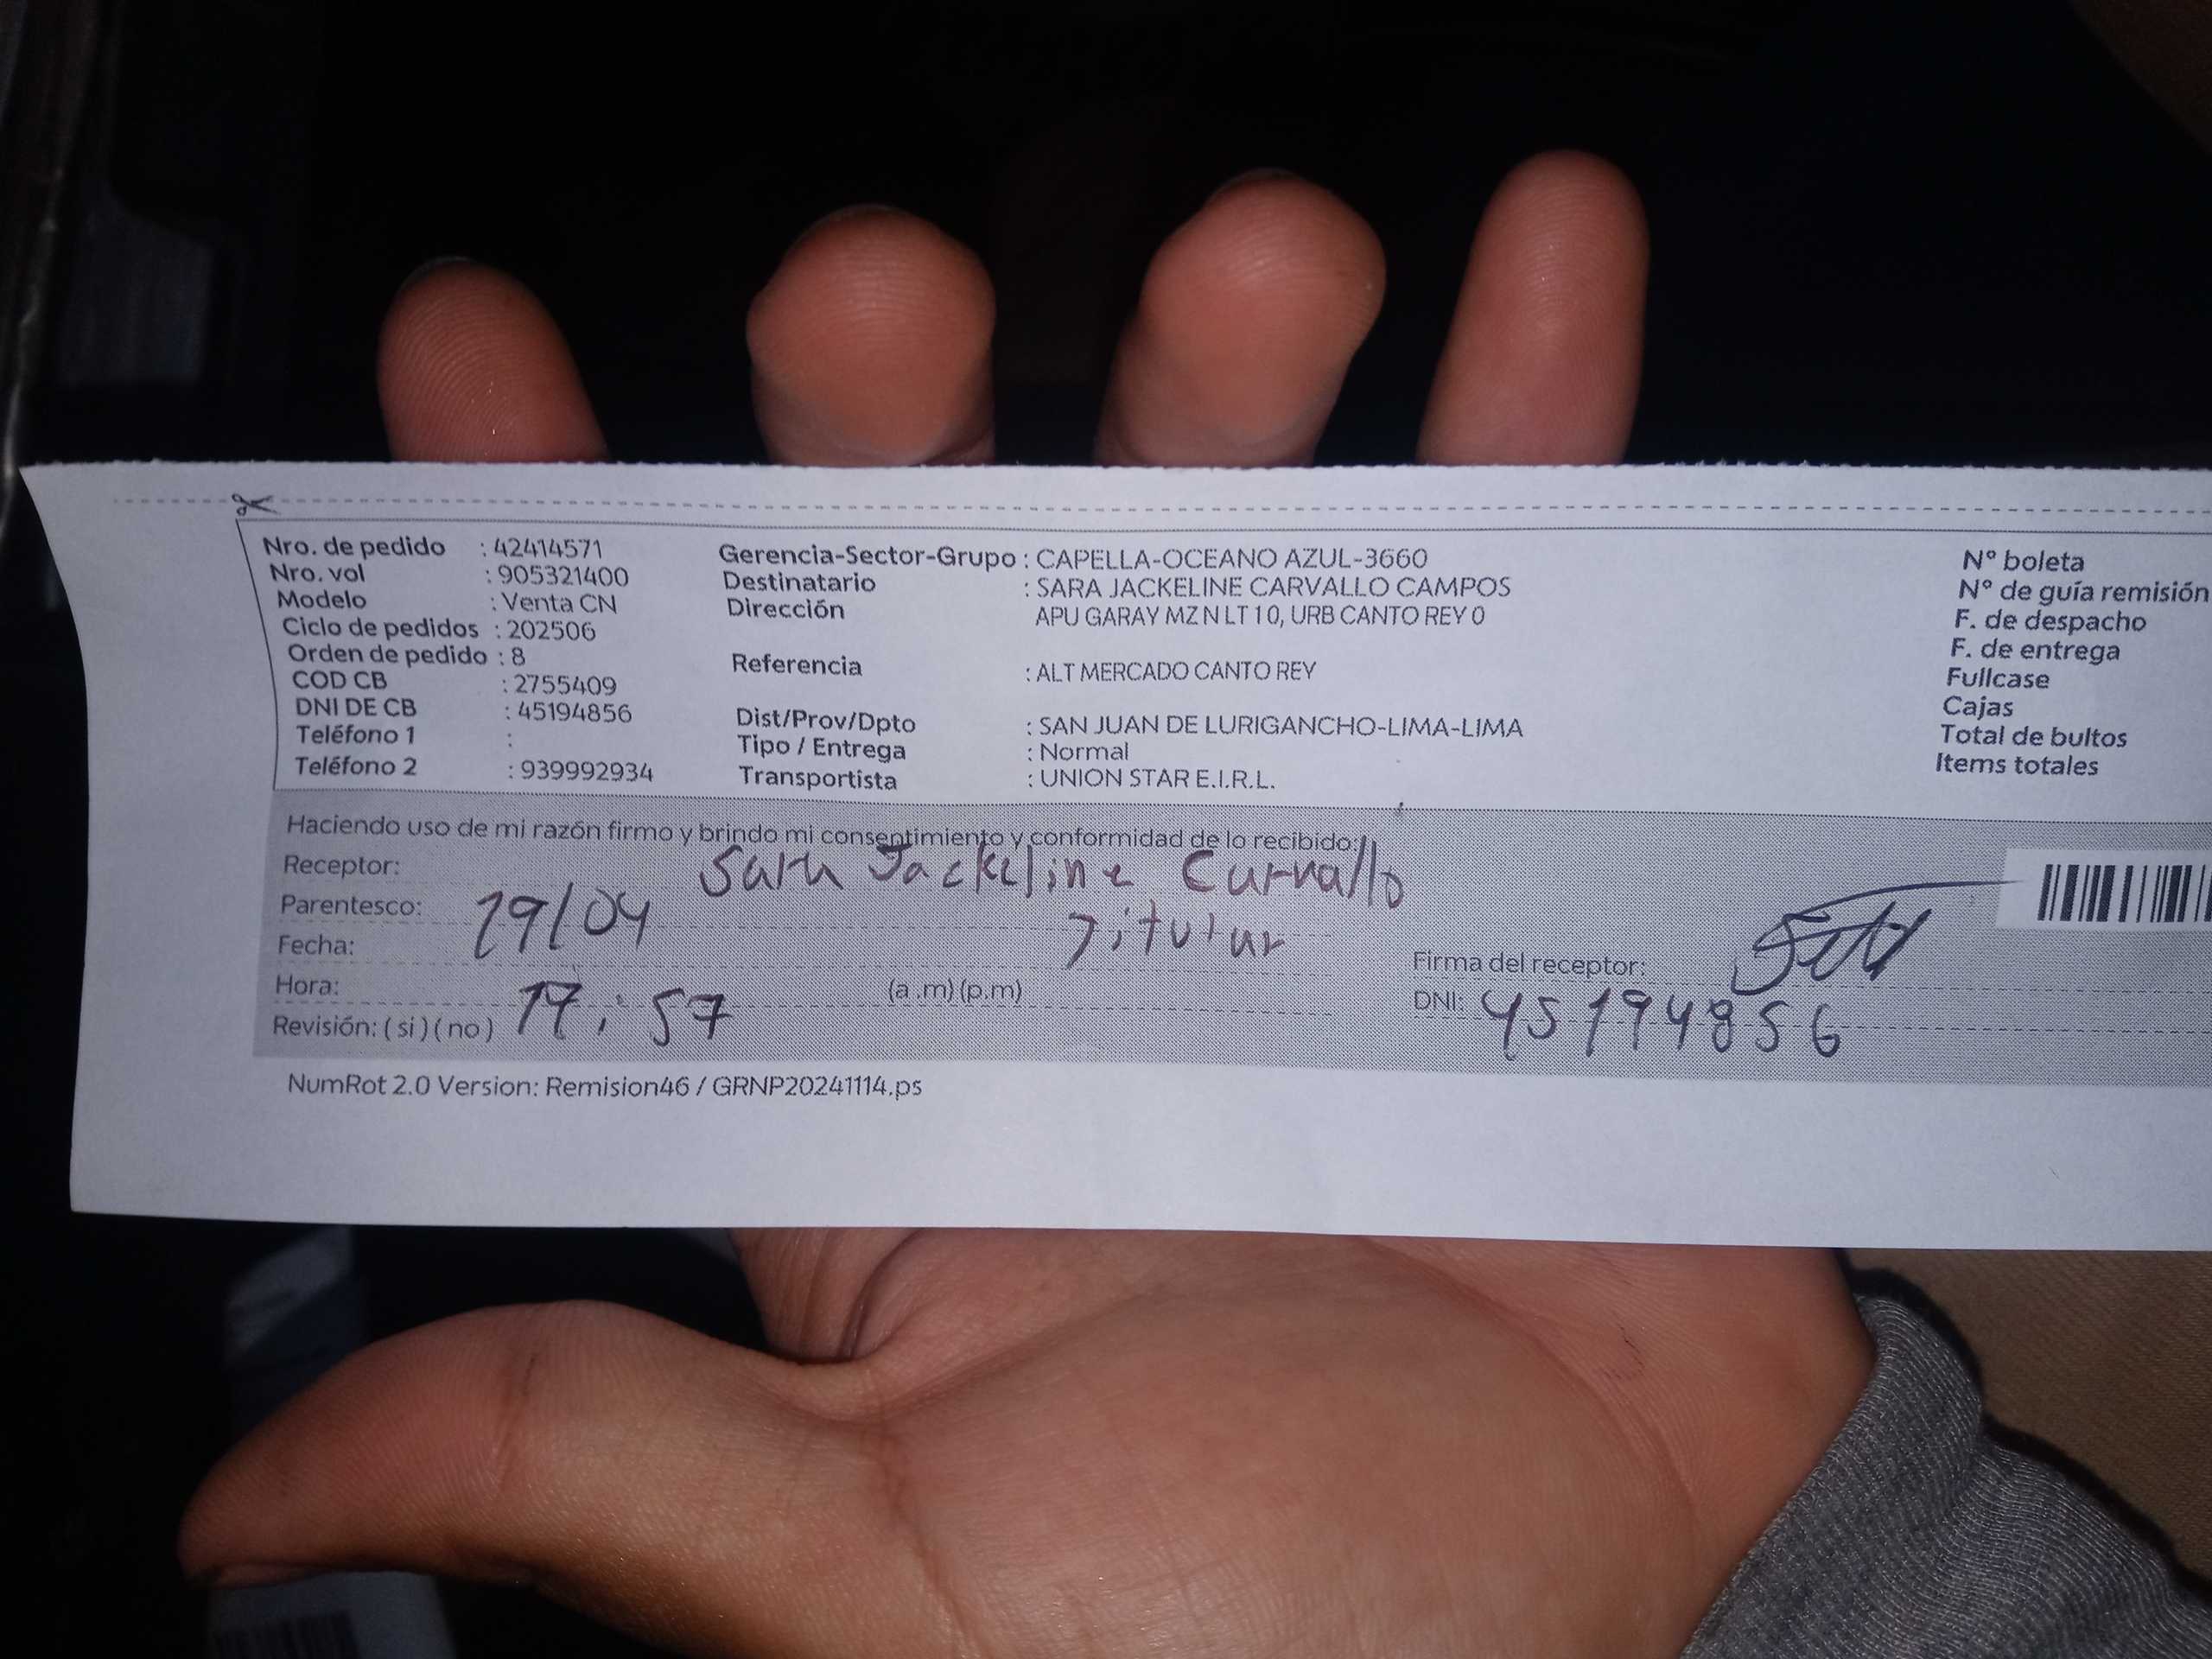 Nro. de pedido : 42414571
Nro. vol : 905321400
Modelo : Venta CN
Ciclo de pedidos : 202506
Orden de pedido : 8
COD CB : 2755409
DNI DE CB : 45194856
Teléfono 1 :
Teléfono 2 : 939992934
Gerencia-Sector-Grupo : CAPELLA-OCEANO AZUL-3660
Destinatario : SARA JACKELINE CARVALLO CAMPOS
Dirección APU GARAY MZ N LT 10, URB CANTO REY 0
Referencia : ALT MERCADO CANTO REY
Dist/Prov/Dpto : SAN JUAN DE LURIGANCHO-LIMA-LIMA
Tipo / Entrega : Normal
Transportista : UNION STAR E.I.R.L.
N° boleta
N° de guía remisión
F. de despacho
F. de entrega
Fullcase
Cajas
Total de bultos
Items totales
Haciendo uso de mi razón firmo y brindo mi consentimiento y conformidad de lo recibido:
Receptor: Sara Jackeline Carvallo
Parentesco: Titular
Fecha: 29/04
Hora: 17:57 (a .m) (p.m)
Revisión: ( si ) ( no )
Firma del receptor:
DNI: 45194856
NumRot 2.0 Version: Remision46 / GRNP20241114.ps